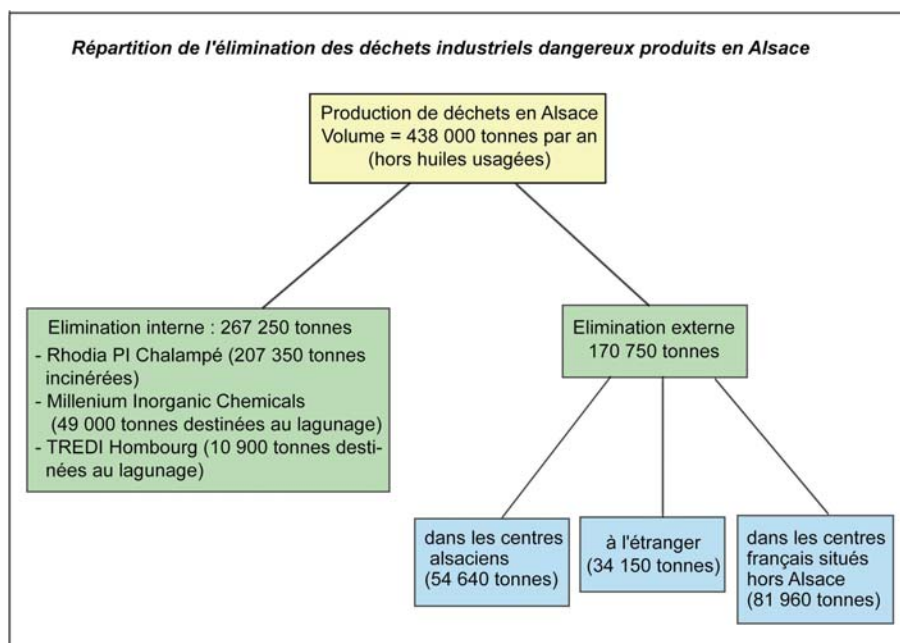 Répartition de l'élimination des déchets industriels dangereux produits en Alsace
Production de déchets en Alsace
Volume = 438 000 tonnes par an
(hors huiles usagées)
Elimination interne : 267 250 tonnes
- Rhodia PI Chalampé (207 350 tonnes
incinérées)
- Millenium Inorganic Chemicals
(49 000 tonnes destinées au lagunage)
- TREDI Hombourg (10 900 tonnes desti-
nées au lagunage)
Elimination externe
170 750 tonnes
dans les centres
alsaciens
(54 640 tonnes)
à l'étranger
(34 150 tonnes)
dans les centres
français situés
hors Alsace
(81 960 tonnes)